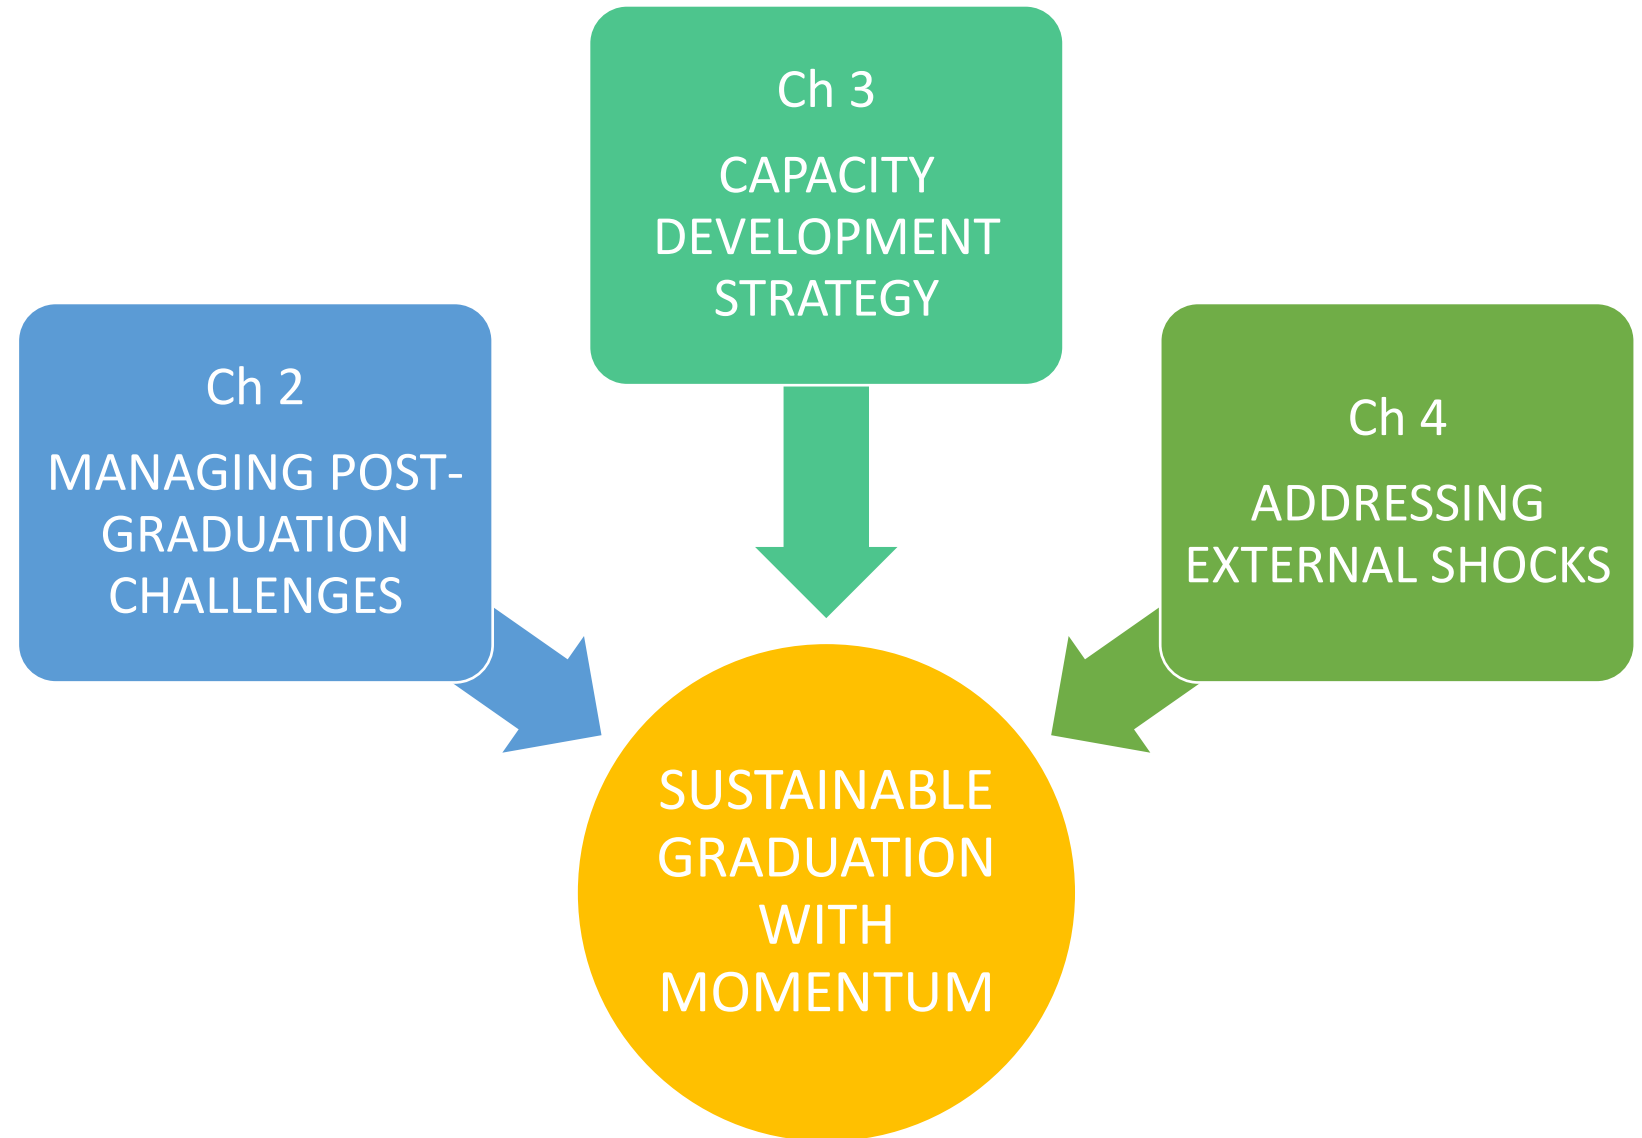 Ch 3
CAPACITY
DEVELOPMENT
STRATEGY
Ch 2
MANAGING POST-
GRADUATION
CHALLENGES
Ch 4
ADDRESSING
EXTERNAL SHOCKS
SUSTAINABLE
GRADUATION
WITH
MOMENTUM